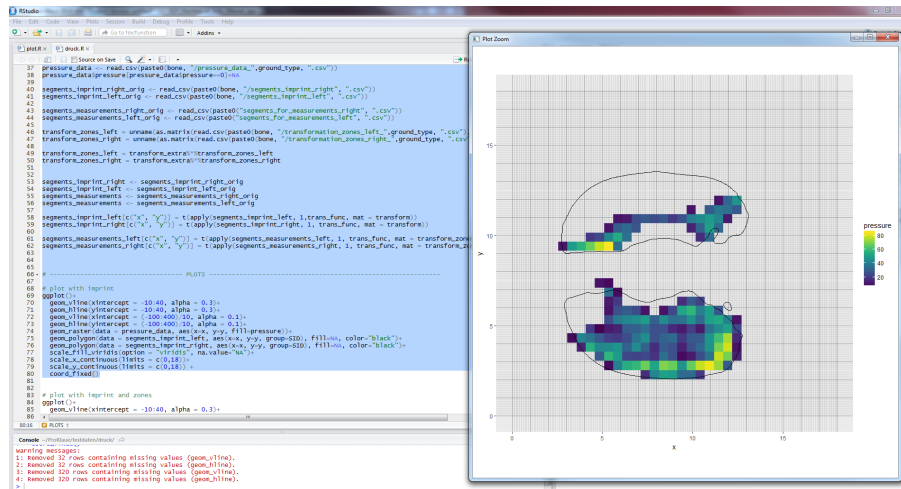 RStudio
File Edit Code View Plots Session Build Debug Profile Tools Help
Go to file/function Addins
plot.R × druck.R ×
Source on Save
37 pressure_data <- read.csv(paste0(bone, "/pressure_data_",ground_type, ".csv"))
38 pressure_data$pressure[pressure_data$pressure==0]=NA
39
40 segments_imprint_right_orig <- read.csv(paste0(bone, "/segments_imprint_right", ".csv"))
41 segments_imprint_left_orig <- read.csv(paste0(bone, "/segments_imprint_left", ".csv"))
42
43 segments_measurements_right_orig <- read.csv(paste0("segments_for_measurements_right", ".csv"))
44 segments_measurements_left_orig <- read.csv(paste0("segments_for_measurements_left", ".csv"))
45
46 transform_zones_left = unname(as.matrix(read.csv(paste0(bone, "/transformation_zones_left_",ground_type, ".csv")
47 transform_zones_right = unname(as.matrix(read.csv(paste0(bone, "/transformation_zones_right_",ground_type, ".csv"
48
49 transform_zones_left = transform_extra%*%transform_zones_left
50 transform_zones_right = transform_extra%*%transform_zones_right
51
52
53 segments_imprint_right <- segments_imprint_right_orig
54 segments_imprint_left <- segments_imprint_left_orig
55 segments_measurements_right <- segments_measurements_right_orig
56 segments_measurements_left <- segments_measurements_left_orig
57
58 segments_imprint_left[c("x", "y")] = t(apply(segments_imprint_left, 1,trans_func, mat = transform))
59 segments_imprint_right[c("x", "y")] = t(apply(segments_imprint_right, 1, trans_func, mat = transform))
60
61 segments_measurements_left[c("x", "y")] = t(apply(segments_measurements_left, 1, trans_func, mat = transform_zone
62 segments_measurements_right[c("x", "y")] = t(apply(segments_measurements_right, 1, trans_func, mat = transform_zo
63
64
65
66 # PLOTS
67
68 # plot with imprint
69 ggplot()+
70 geom_vline(xintercept = -10:40, alpha = 0.3)+
71 geom_hline(yintercept = -10:40, alpha = 0.3)+
72 geom_vline(xintercept = (-100:400)/10, alpha = 0.1)+
73 geom_hline(yintercept = (-100:400)/10, alpha = 0.1)+
74 geom_raster(data = pressure_data, aes(x=x, y=y, fill=pressure))+
75 geom_polygon(data = segments_imprint_left, aes(x=x, y=y, group=SID), fill=NA, color="black")+
76 geom_polygon(data = segments_imprint_right, aes(x=x, y=y, group=SID), fill=NA, color="black")+
77 scale_fill_viridis(option = "viridis", na.value="NA")+
78 scale_x_continuous(limits = c(0,18)) +
79 scale_y_continuous(limits = c(0,18)) +
80 coord_fixed()
81
82
83 # plot with imprint and zones
84 ggplot()+
85 geom_vline(xintercept = -10:40, alpha = 0.3)+
86
80:16 PLOTS
Console ~/ProKlaue/testdaten/druck/
Warning messages:
1: Removed 32 rows containing missing values (geom_vline).
2: Removed 32 rows containing missing values (geom_hline).
3: Removed 320 rows containing missing values (geom_vline).
4: Removed 320 rows containing missing values (geom_hline).
>
Plot Zoom
15
10
5
0
y
0 5 10 15
x
pressure
80
60
40
20